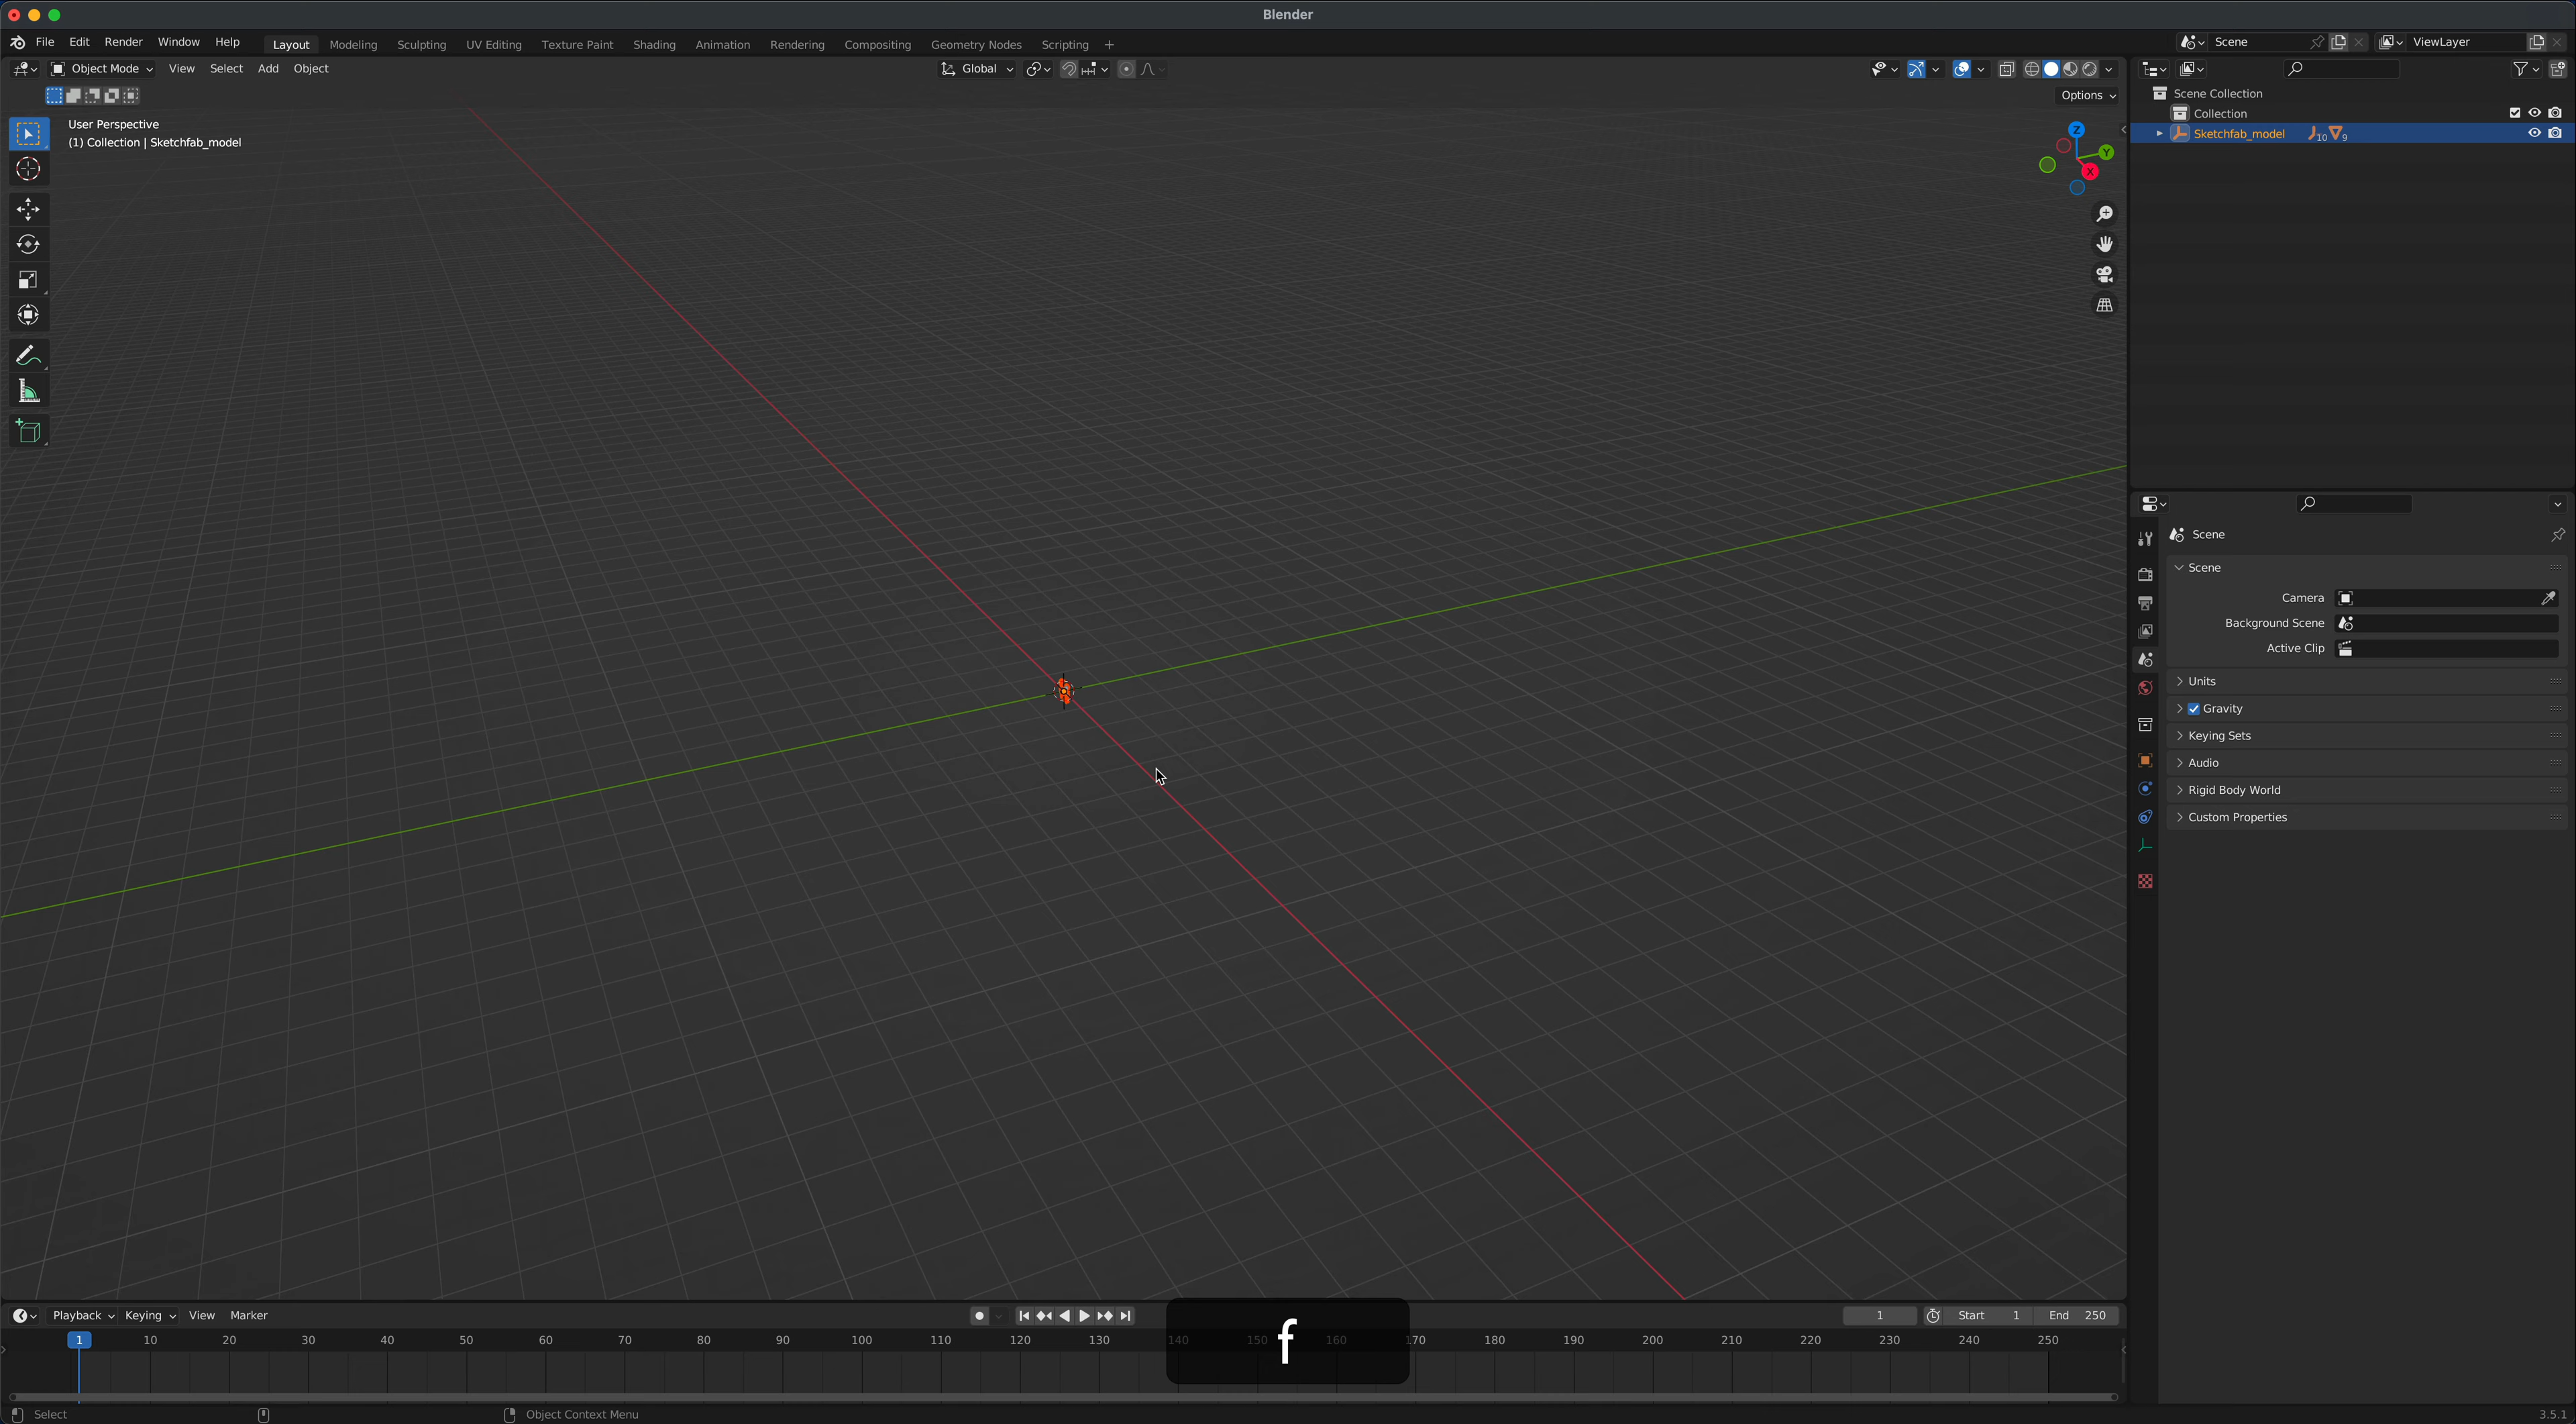 Blender
File Edit Render Window Help Layout Modeling Sculpting UV Editing Texture Paint Shading Animation Rendering Compositing Geometry Nodes Scripting + Scene ViewLayer
Object Mode View Select Add Object Global
Options
User Perspective
(1) Collection | Sketchfab_model
Z
Y
X
Scene Collection
Collection
Sketchfab_model 10 9
Scene
Scene
Camera
Background Scene
Active Clip
Units
Gravity
Keying Sets
Audio
Rigid Body World
Custom Properties
Playback Keying View Marker 1 Start 1 End 250
1 10 20 30 40 50 60 70 80 90 100 110 120 130 140 150 160 170 180 190 200 210 220 230 240 250
f
Select Object Context Menu 3.5.1